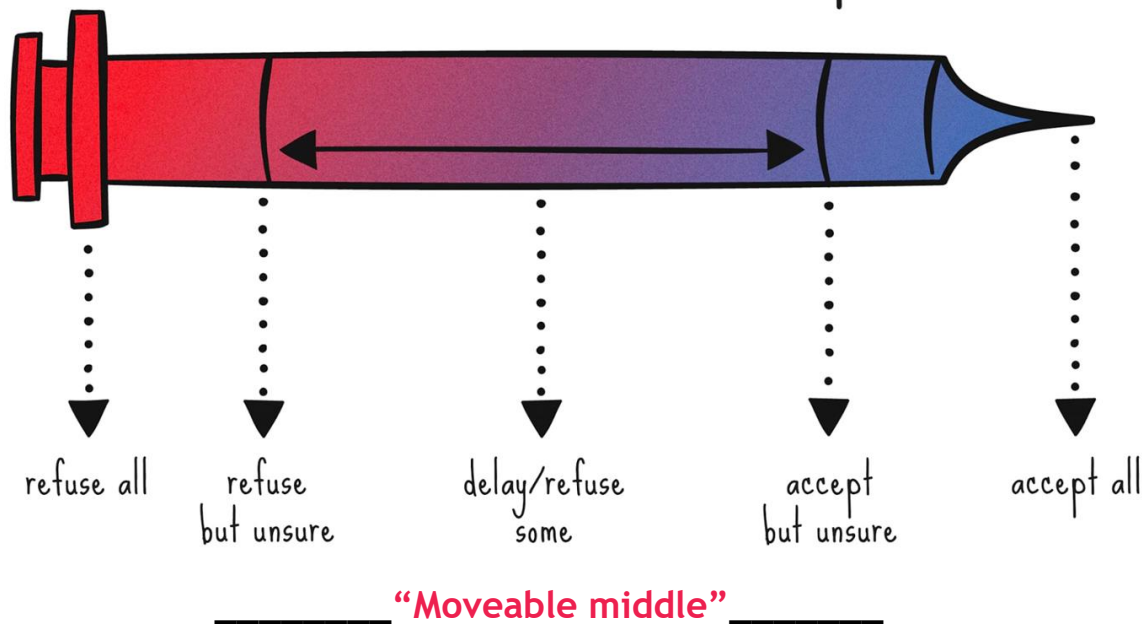 refuse all
refuse
but unsure
delay/refuse
some
accept
but unsure
accept all
“Moveable middle”